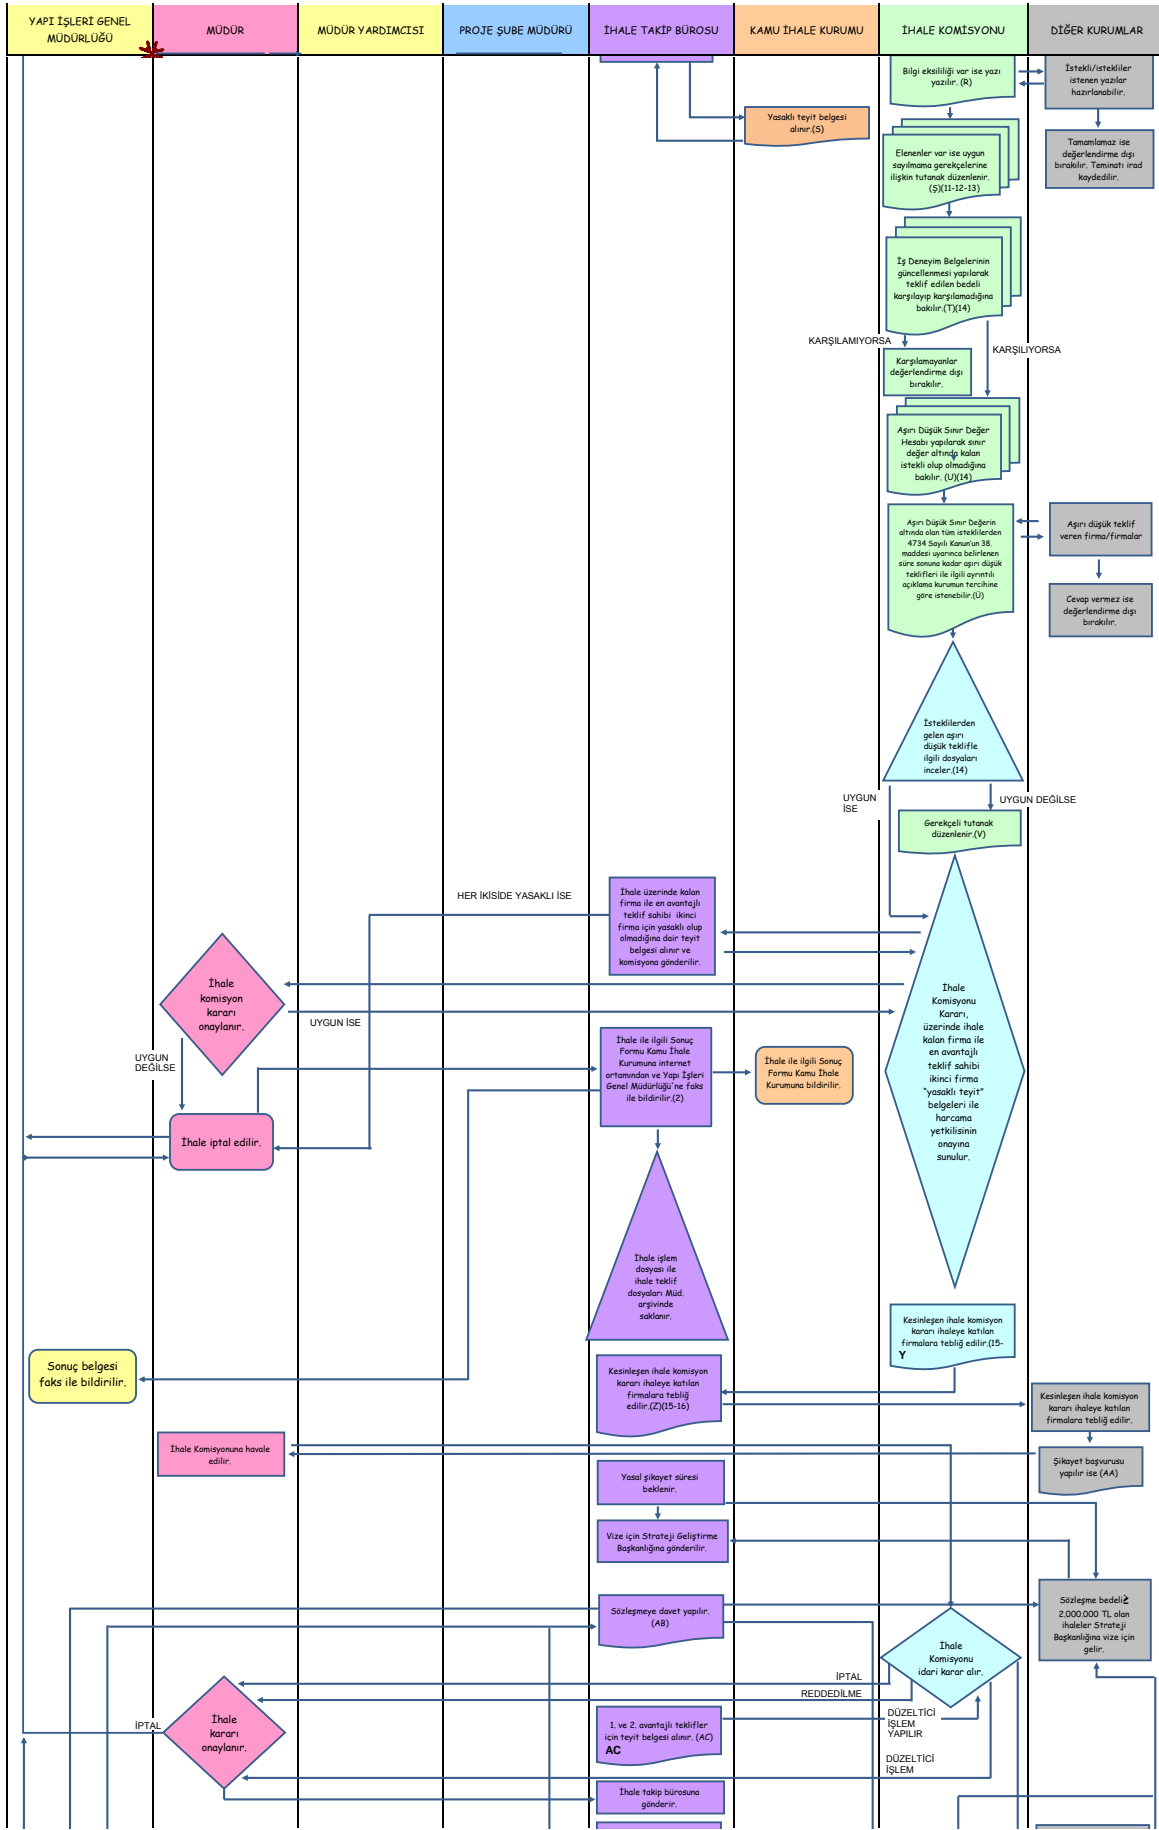 YAPI İŞLERİ GENEL
MÜDÜRLÜĞÜ
MÜDÜR
MÜDÜR YARDIMCISI
PROJE ŞUBE MÜDÜRÜ
İHALE TAKİP BÜROSU
KAMU İHALE KURUMU
İHALE KOMİSYONU
DİĞER KURUMLAR
Bilgi eksililiği var ise yazı
yazılır. (R)
İstekli/istekliler
istenen yazılar
hazırlanabilir.
Yasaklı teyit belgesi
alınır.(S)
Elenenler var ise uygun
sayılmama gerekçelerine
ilişkin tutanak düzenlenir.
(Ş)(11-12-13)
Tamamlamaz ise
değerlendirme dışı
bırakılır. Teminatı irad
kaydedilir.
İş Deneyim Belgelerinin
güncellenmesi yapılarak
teklif edilen bedeli
karşılayıp karşılamadığına
bakılır.(T)(14)
KARŞILAMIYORSA
KARŞILIYORSA
Karşılamayanlar
değerlendirme dışı
bırakılır.
Aşırı Düşük Sınır Değer
Hesabı yapılarak sınır
değer altında kalan
istekli olup olmadığına
bakılır. (U)(14)
Aşırı Düşük Sınır Değerin
altında olan tüm isteklilerden
4734 Sayılı Kanun'un 38.
maddesi uyarınca belirlenen
süre sonuna kadar aşırı düşük
teklifleri ile ilgili ayrıntılı
açıklama kurumun tercihine
göre istenebilir.(Ü)
Aşırı düşük teklif
veren firma/firmalar
Cevap vermez ise
değerlendirme dışı
bırakılır.
İsteklilerden
gelen aşırı
düşük teklifle
ilgili dosyaları
inceler.(14)
UYGUN
İSE
UYGUN DEĞİLSE
Gerekçeli tutanak
düzenlenir.(V)
HER İKİSİDE YASAKLI İSE
İhale üzerinde kalan
firma ile en avantajlı
teklif sahibi ikinci
firma için yasaklı olup
olmadığına dair teyit
belgesi alınır ve
komisyona gönderilir.
İhale
komisyon
kararı
onaylanır.
UYGUN İSE
UYGUN
DEĞİLSE
İhale
Komisyonu
Kararı,
üzerinde ihale
kalan firma ile
en avantajlı
teklif sahibi
ikinci firma
“yasaklı teyit”
belgeleri ile
harcama
yetkilisinin
onayına
sunulur.
İhale ile ilgili Sonuç
Formu Kamu İhale
Kurumuna internet
ortamından ve Yapı İşleri
Genel Müdürlüğü'ne faks
ile bildirilir.(2)
İhale ile ilgili Sonuç
Formu Kamu İhale
Kurumuna bildirilir.
İhale iptal edilir.
İhale işlem
dosyası ile
ihale teklif
dosyaları Müd.
arşivinde
saklanır.
Kesinleşen ihale komisyon
kararı ihaleye katılan
firmalara tebliğ edilir.(15-
Y
Sonuç belgesi
faks ile bildirilir.
Kesinleşen ihale komisyon
kararı ihaleye katılan
firmalara tebliğ
edilir.(Z)(15-16)
Kesinleşen ihale komisyon
kararı ihaleye katılan
firmalara tebliğ edilir.
İhale Komisyonuna havale
edilir.
Şikayet başvurusu
yapılır ise (AA)
Yasal şikayet süresi
beklenir.
Vize için Strateji Geliştirme
Başkanlığına gönderilir.
Sözleşmeye davet yapılır.
(AB)
Sözleşme bedeli≥
2.000.000 TL olan
ihaleler Strateji
Başkanlığına vize için
gelir.
İhale
Komisyonu
idari karar alır.
İPTAL
REDDEDİLME
İPTAL
İhale
kararı
onaylanır.
1. ve 2. avantajlı teklifler
için teyit belgesi alınır. (AC)
AC
DÜZELTİCİ
İŞLEM
YAPILIR
DÜZELTİCİ
İŞLEM
İhale takip bürosuna
gönderir.